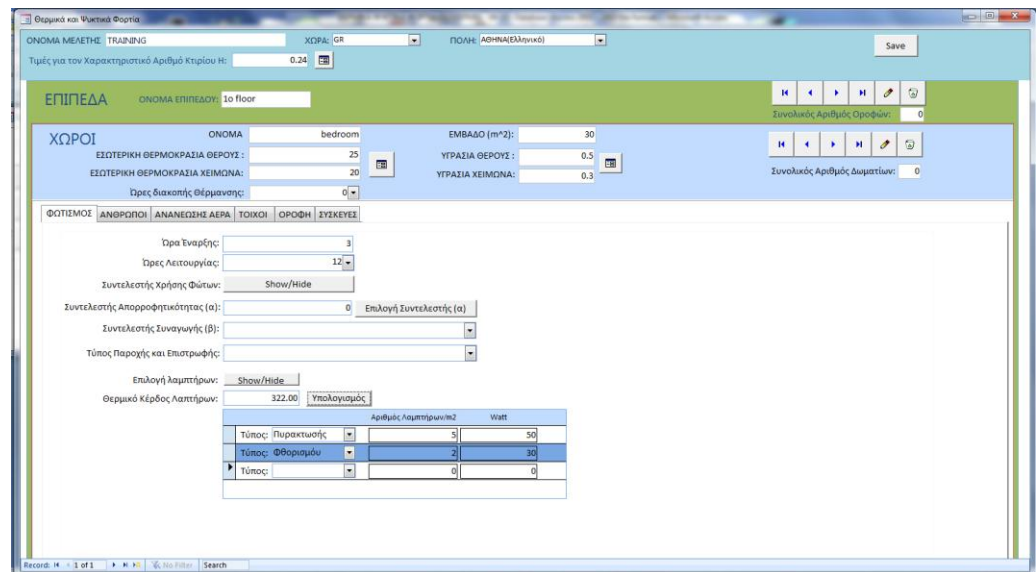 Θερμικά και Ψυκτικά Φορτία
ΟΝΟΜΑ ΜΕΛΕΤΗΣ TRAINING ΧΩΡΑ: GR ΠΟΛΗ: ΑΘΗΝΑ(Ελληνικό) Save
Τιμές για τον Χαρακτηριστικό Αριθμό Κτιρίου Η: 0.24
ΕΠΙΠΕΔΑ ΟΝΟΜΑ ΕΠΙΠΕΔΟΥ: 1o floor
Συνολικός Αριθμός Οροφών: 0
ΧΩΡΟΙ ΟΝΟΜΑ bedroom ΕΜΒΑΔΟ (m^2): 30
ΕΣΩΤΕΡΙΚΗ ΘΕΡΜΟΚΡΑΣΙΑ ΘΕΡΟΥΣ : 25 ΥΓΡΑΣΙΑ ΘΕΡΟΥΣ : 0.5
ΕΣΩΤΕΡΙΚΗ ΘΕΡΜΟΚΡΑΣΙΑ ΧΕΙΜΩΝΑ: 20 ΥΓΡΑΣΙΑ ΧΕΙΜΩΝΑ: 0.3 Συνολικός Αριθμός Δωματίων: 0
Ώρες διακοπής Θέρμανσης: 0
ΦΩΤΙΣΜΟΣ ΑΝΘΡΩΠΟΙ ΑΝΑΝΕΩΣΗΣ ΑΕΡΑ ΤΟΙΧΟΙ ΟΡΟΦΗ ΣΥΣΚΕΥΕΣ
Ώρα Έναρξης: 3
Ώρες Λειτουργίας: 12
Συντελεστής Χρήσης Φώτων: Show/Hide
Συντελεστής Απορροφητικότητας (α): 0 Επιλογή Συντελεστής (α)
Συντελεστής Συναγωγής (β):
Τύπος Παροχής και Επιστρωφής:
Επιλογή λαμπτήρων: Show/Hide
Θερμικό Κέρδος Λαπτήρων: 322.00 Υπολογισμός
Αριθμός Λαμπτήρων/m2 Watt
Τύπος: Πυρακτωσής 5 50
Τύπος: Φθορισμόυ 2 30
Τύπος: 0 0
Record: 1 of 1 No Filter Search